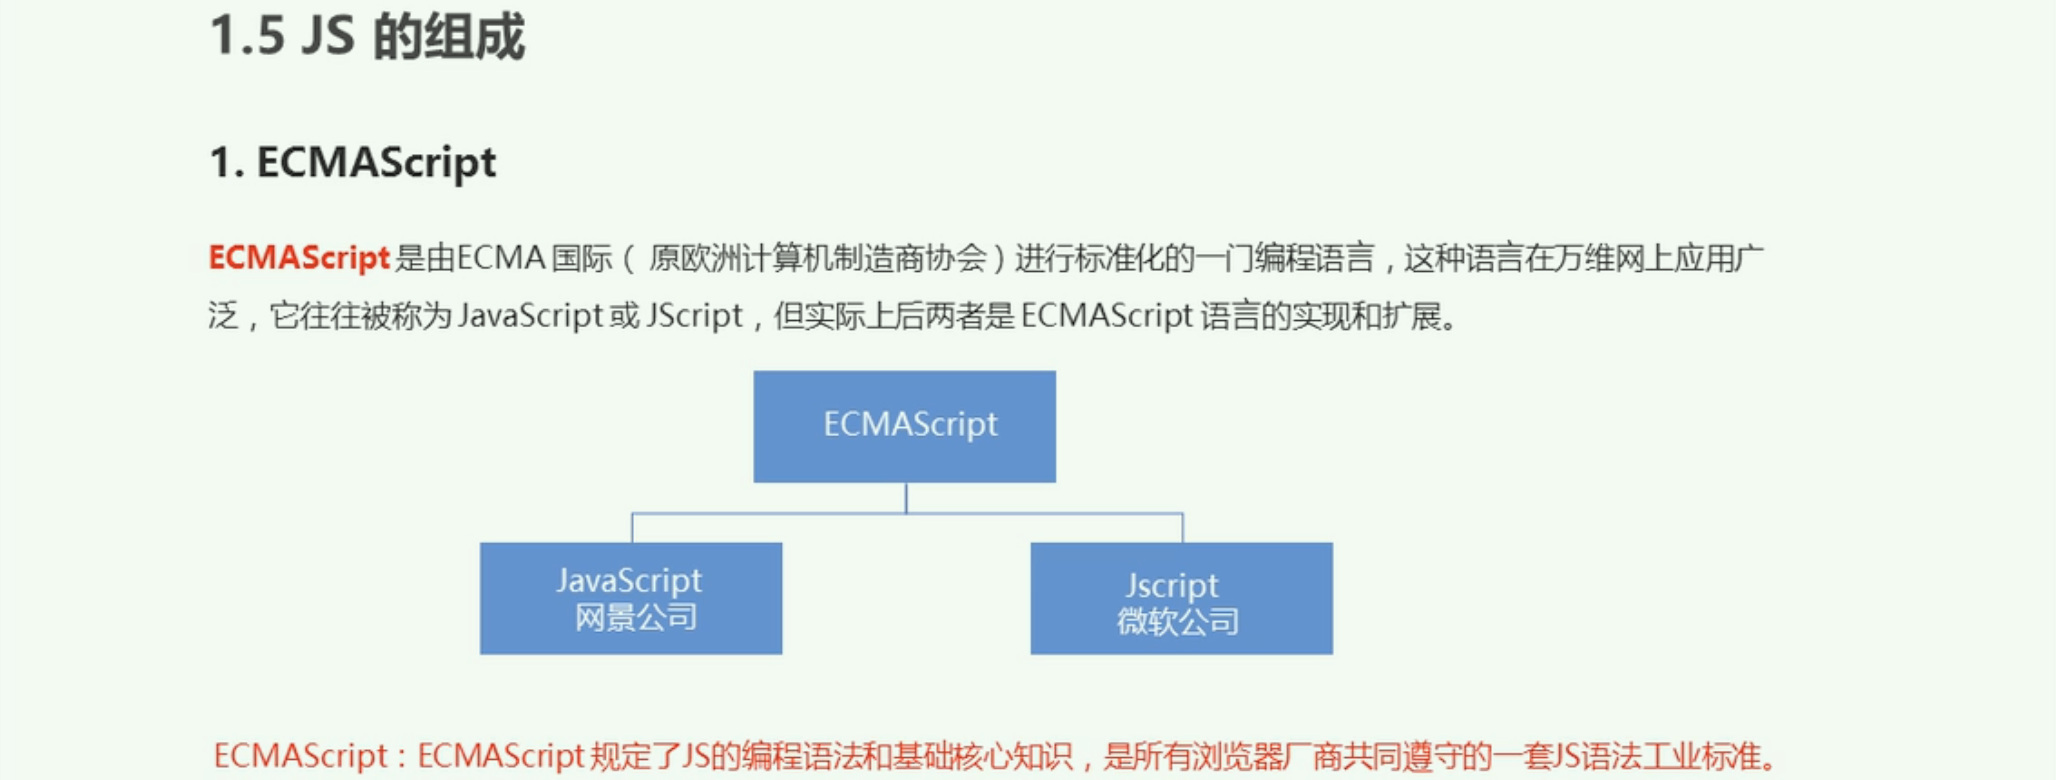 1.5 JS 的组成
1. ECMAScript
ECMAScript 是由ECMA 国际（ 原欧洲计算机制造商协会）进行标准化的一门编程语言，这种语言在万维网上应用广
泛，它往往被称为 JavaScript 或 JScript，但实际上后两者是 ECMAScript 语言的实现和扩展。
ECMAScript
JavaScript
网景公司
Jscript
微软公司
ECMAScript：ECMAScript 规定了JS的编程语法和基础核心知识，是所有浏览器厂商共同遵守的一套JS语法工业标准。